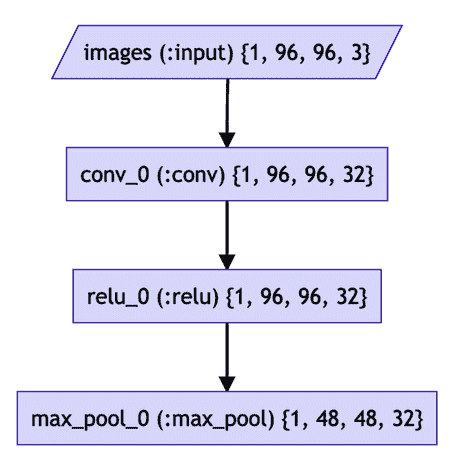 images (:input) {1, 96, 96, 3}
conv_0 (:conv) {1, 96, 96, 32}
relu_0 (:relu) {1, 96, 96, 32}
max_pool_0 (:max_pool) {1, 48, 48, 32}